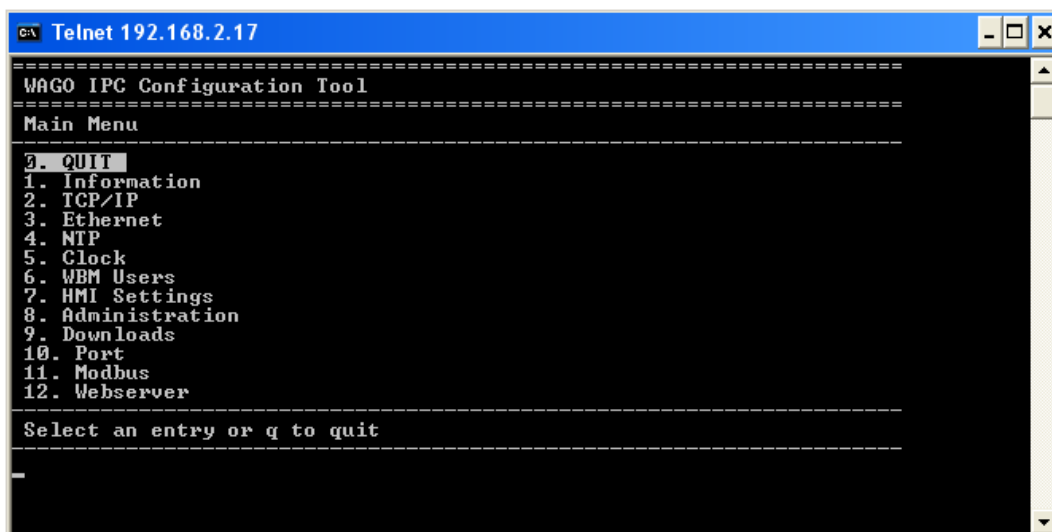 Telnet 192.168.2.17
======================================================================
WAGO IPC Configuration Tool
======================================================================
Main Menu
----------------------------------------------------------------------
0. QUIT
1. Information
2. TCP/IP
3. Ethernet
4. NTP
5. Clock
6. WBM Users
7. HMI Settings
8. Administration
9. Downloads
10. Port
11. Modbus
12. Webserver
----------------------------------------------------------------------
Select an entry or q to quit
----------------------------------------------------------------------